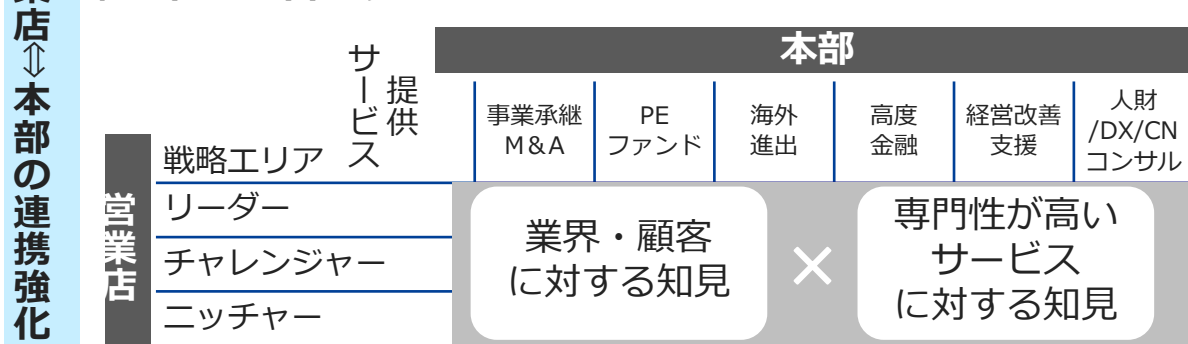 店⇔本部の連携強化
本部
提供
サービス
事業承継
M&A
PE
ファンド
海外
進出
高度
金融
経営改善
支援
人財
/DX/CN
コンサル
戦略エリア
営業店
リーダー
チャレンジャー
ニッチャー
業界・顧客
に対する知見
×
専門性が高い
サービス
に対する知見